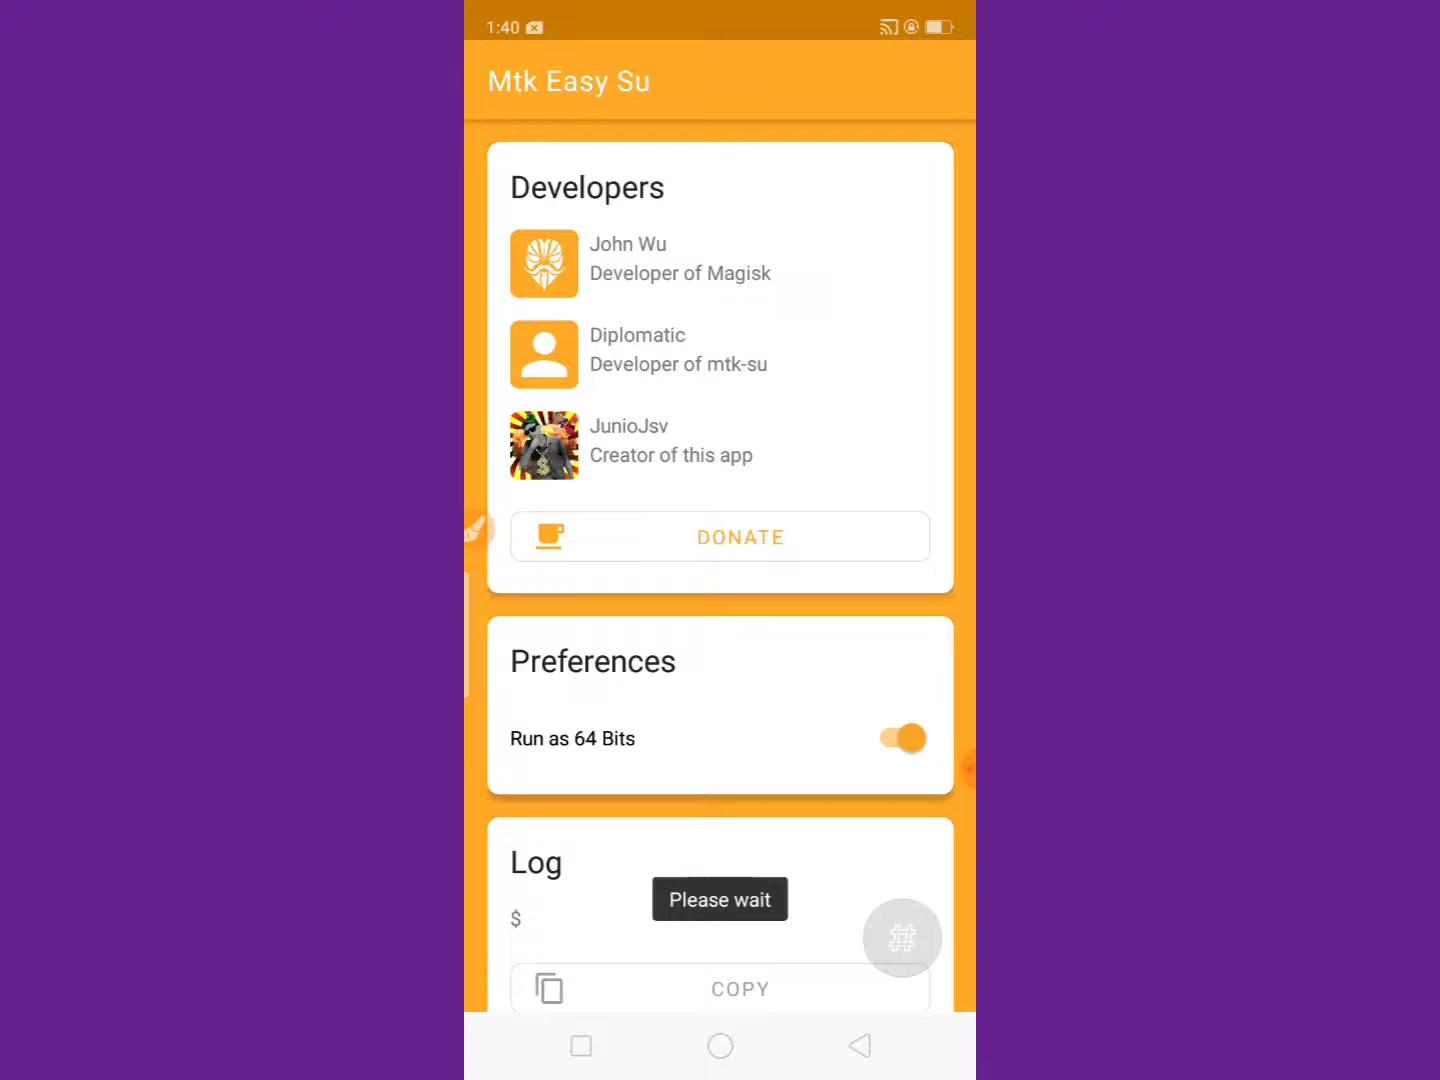 1:40
Mtk Easy Su
Developers
John Wu
Developer of Magisk
Diplomatic
Developer of mtk-su
JunioJsv
Creator of this app
DONATE
Preferences
Run as 64 Bits
Log
Please wait
$
#
COPY